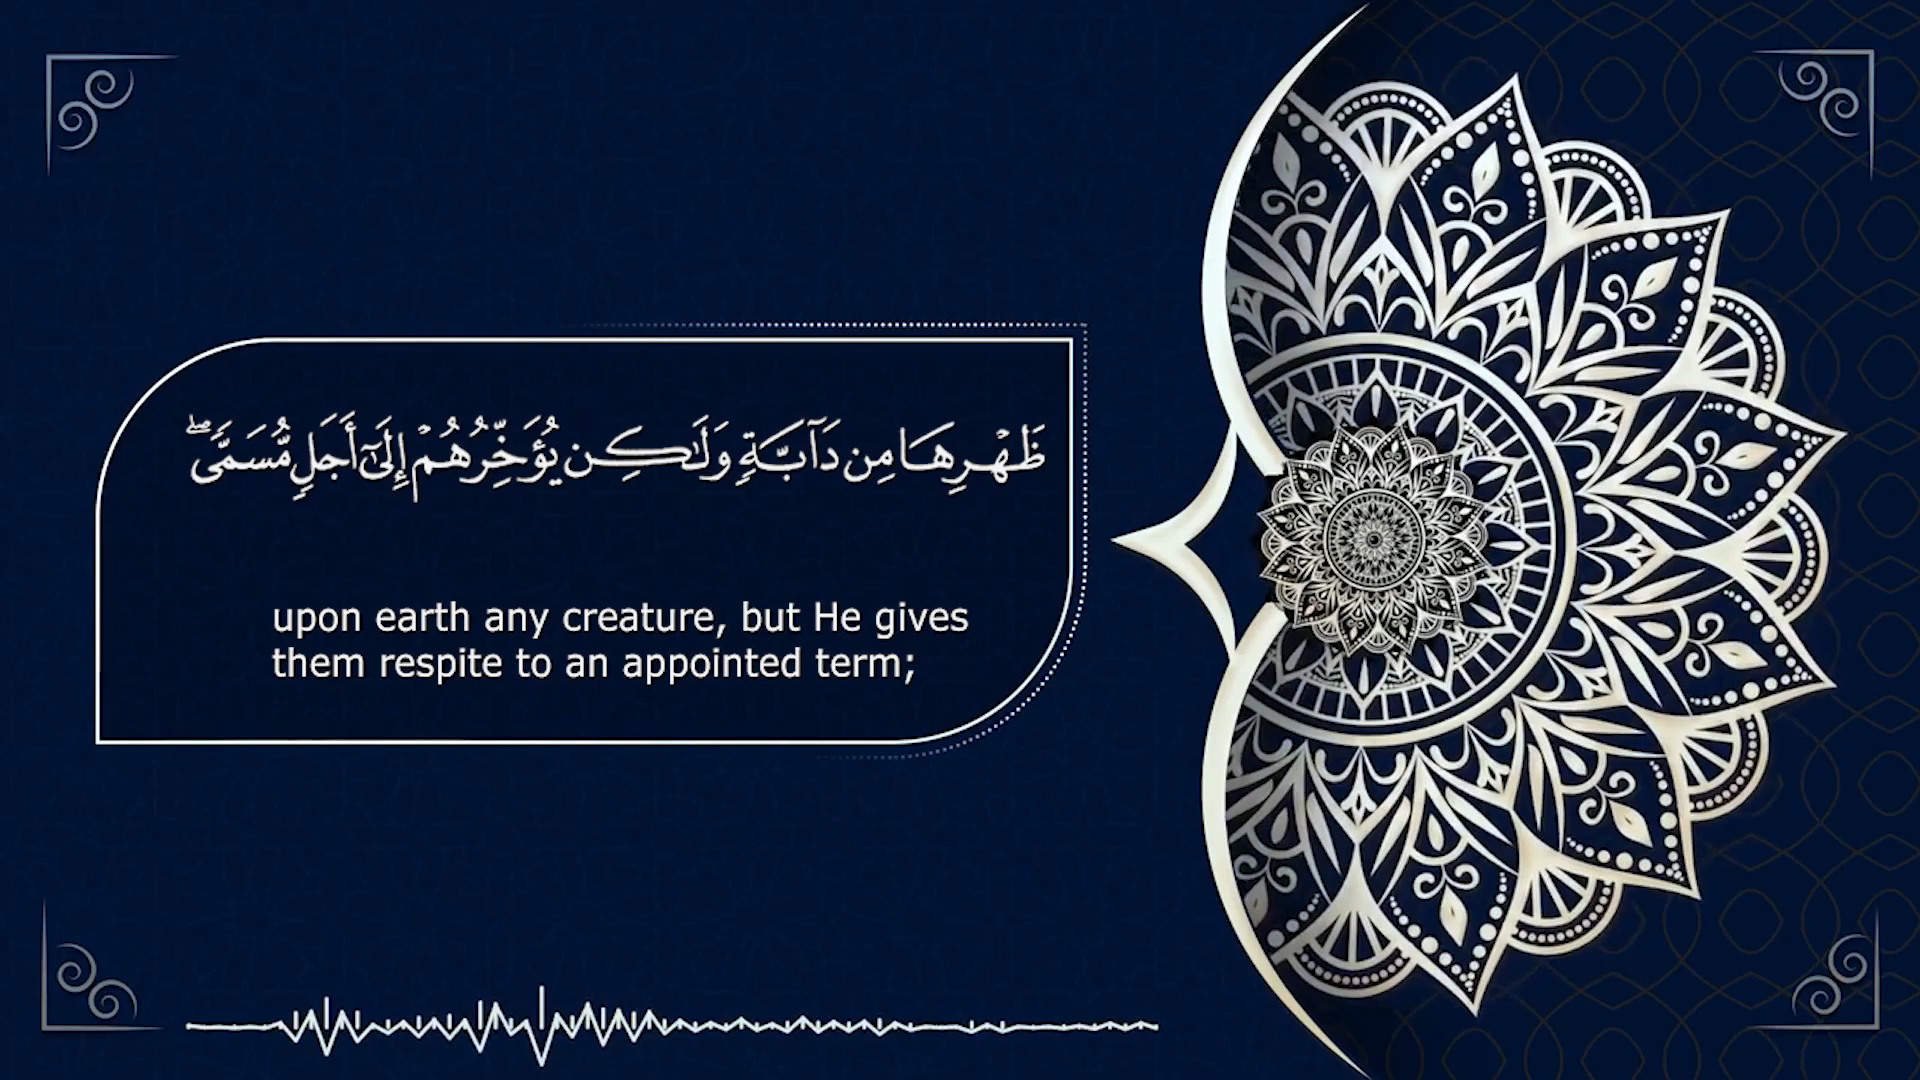 ظَهْرِهَا مِن دَآبَّةٍ وَلَٰكِن يُؤَخِّرُهُمْ إِلَىٰٓ أَجَلٍ مُّسَمًّى ۖ
upon earth any creature, but He gives
them respite to an appointed term;